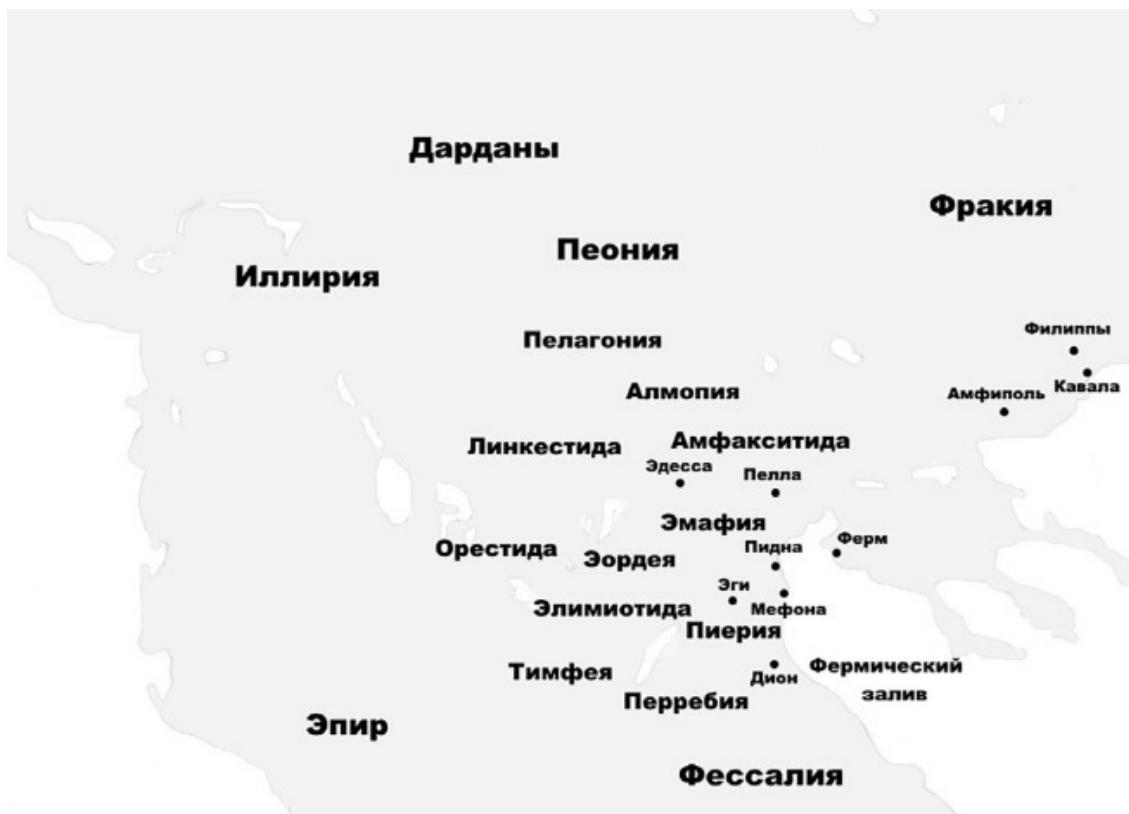 Дарданы
Фракия
Пеония
Иллирия
Филиппы
Пелагония
Кавала
Алмопия
Амфиполь
Амфакситида
Линкестида
Эдесса
Пелла
Эмафия
Ферм
Пидна
Орестида
Эордея
Эги
Элимиотида
Мефона
Пиерия
Фермический
залив
Тимфея
Дион
Перребия
Эпир
Фессалия